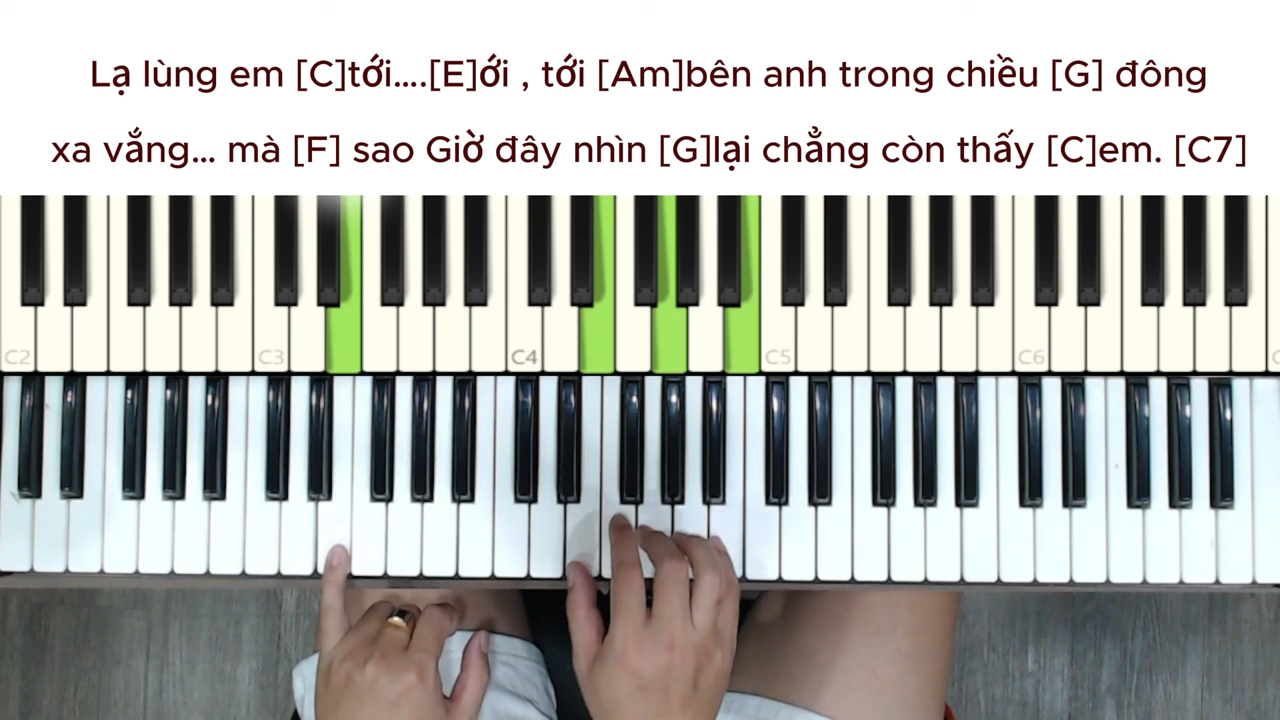 Lạ lùng em [C]tới....[E]ới , tới [Am]bên anh trong chiều [G] đông
xa vắng... mà [F] sao Giờ đây nhìn [G]lại chẳng còn thấy [C]em. [C7]
C2 C3 C4 C5 C6